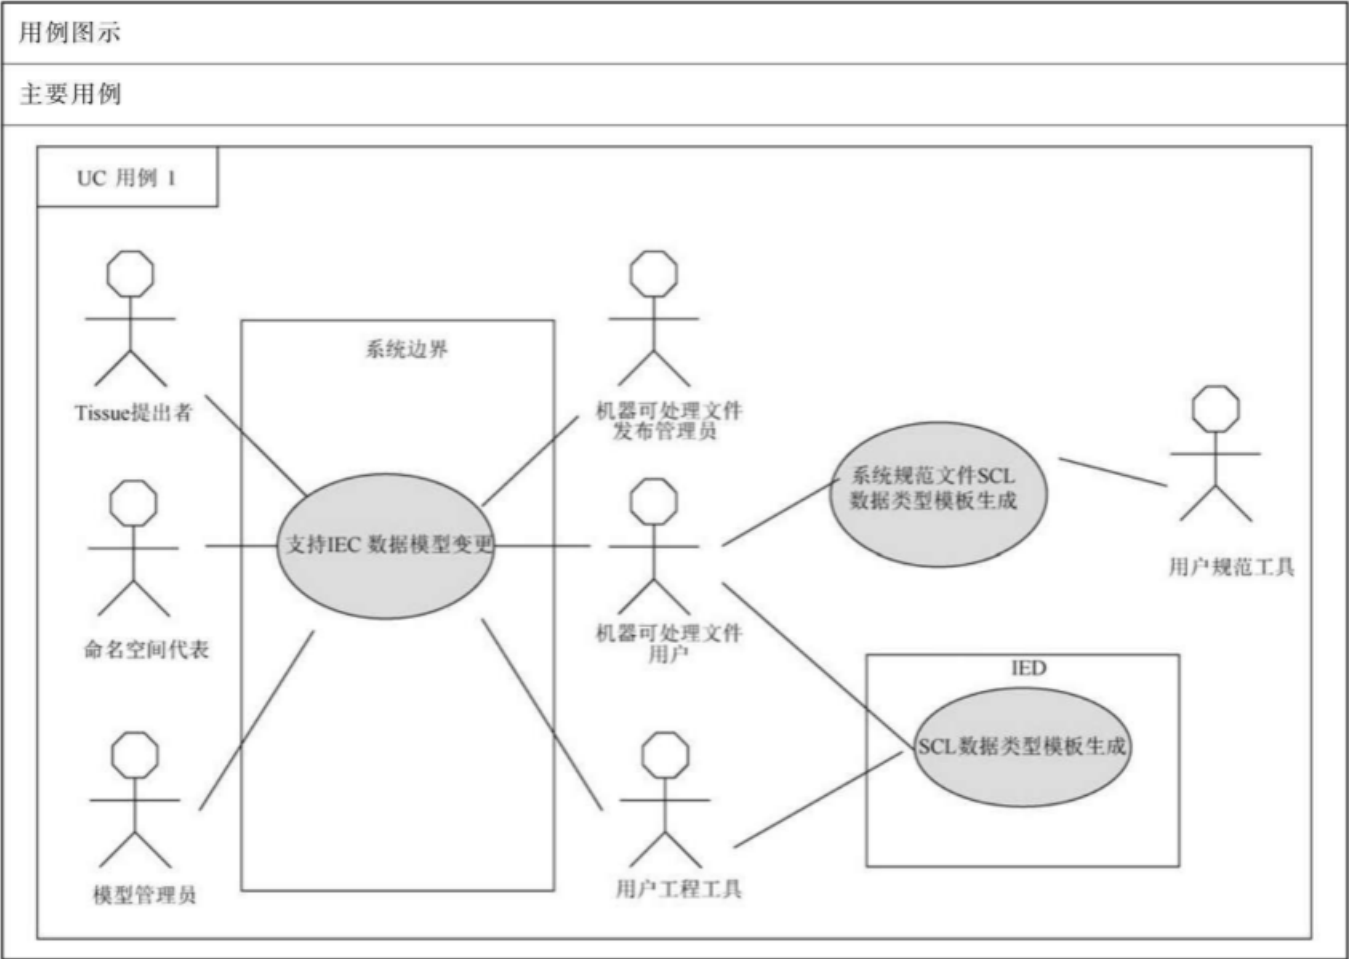 用例图示
主要用例
UC 用例 1
系统边界
Tissue提出者
机器可处理文件
发布管理员
系统规范文件SCL
数据类型模板生成
支持IEC 数据模型变更
用户规范工具
命名空间代表
机器可处理文件
用户
IED
SCL数据类型模板生成
模型管理员
用户工程工具